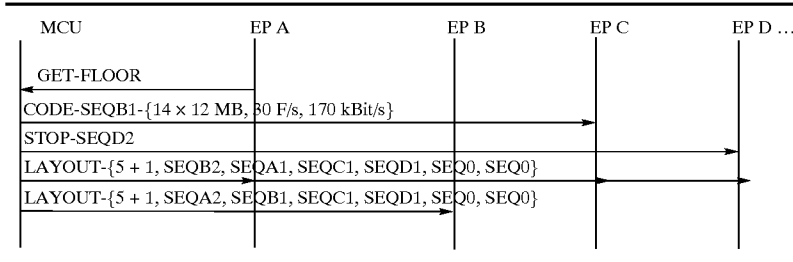 MCU EP A EP B EP C EP D ...
GET-FLOOR
CODE-SEQB1-{14 × 12 MB, 30 F/s, 170 kBit/s}
STOP-SEQD2
LAYOUT-{5 + 1, SEQB2, SEQA1, SEQC1, SEQD1, SEQ0, SEQ0}
LAYOUT-{5 + 1, SEQA2, SEQB1, SEQC1, SEQD1, SEQ0, SEQ0}